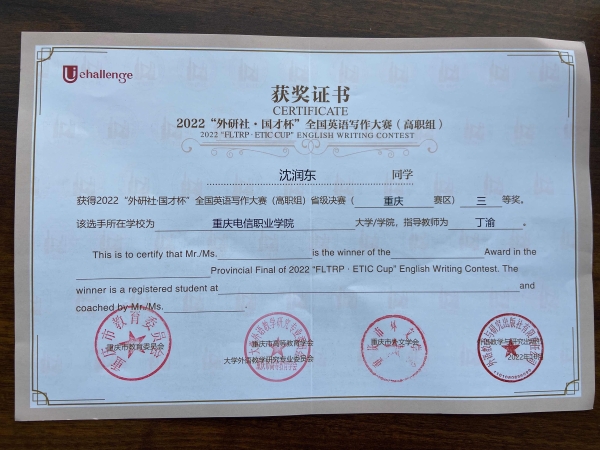 Uchallenge
获奖证书
CERTIFICATE
2022 “外研社·国才杯” 全国英语写作大赛（高职组）
2022 "FLTRP · ETIC CUP" ENGLISH WRITING CONTEST
沈润东 同学
获得2022 “外研社·国才杯” 全国英语写作大赛（高职组）省级决赛（ 重庆 赛区） 三 等奖。
该选手所在学校为 重庆电信职业学院 大学/学院，指导教师为 丁渝
This is to certify that Mr./Ms. is the winner of the Award in the
Provincial Final of 2022 "FLTRP · ETIC Cup" English Writing Contest. The
winner is a registered student at and
coached by Mr./Ms. .
重庆市教育委员会
重庆市高等教育学会
大学外语教学研究专业委员会
外语教学与研究出版社